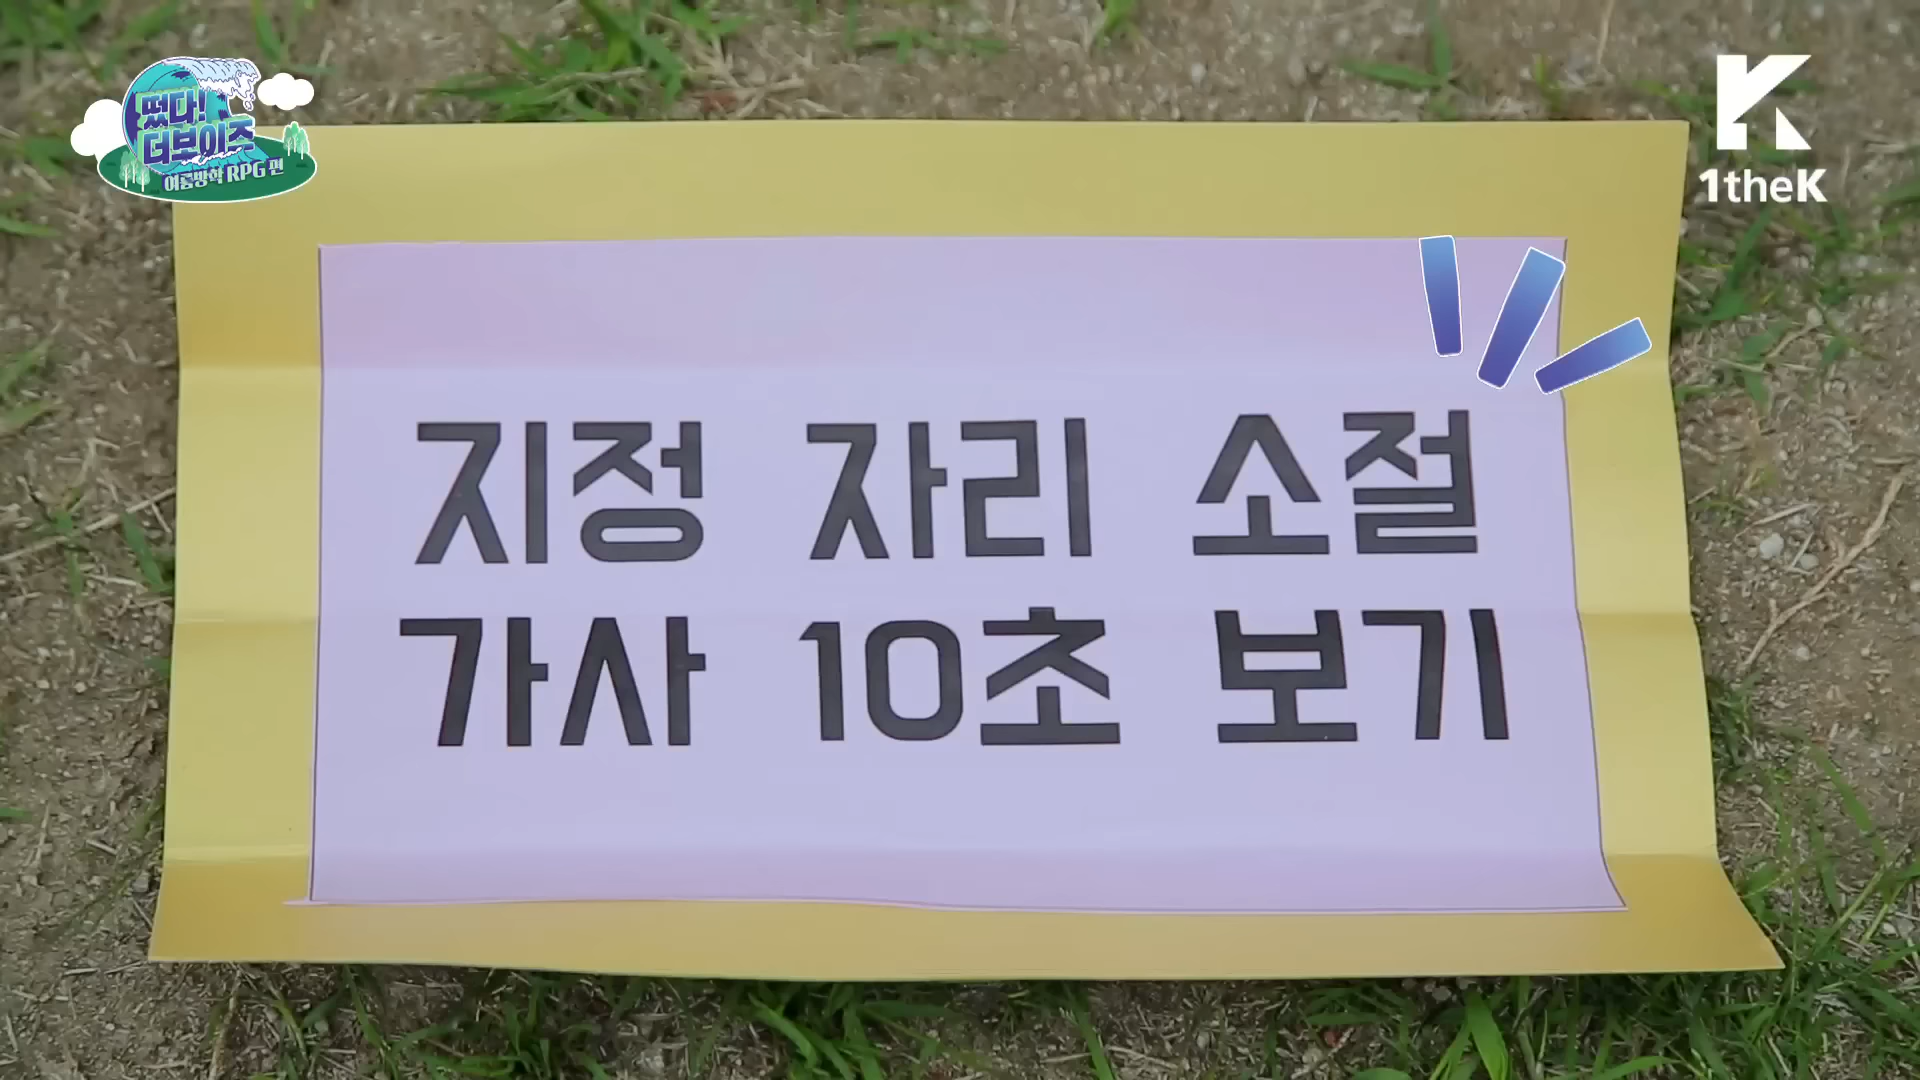 떴다!
더보이즈
여름방학 RPG 편
1theK
지정 자리 소절
가사 10초 보기